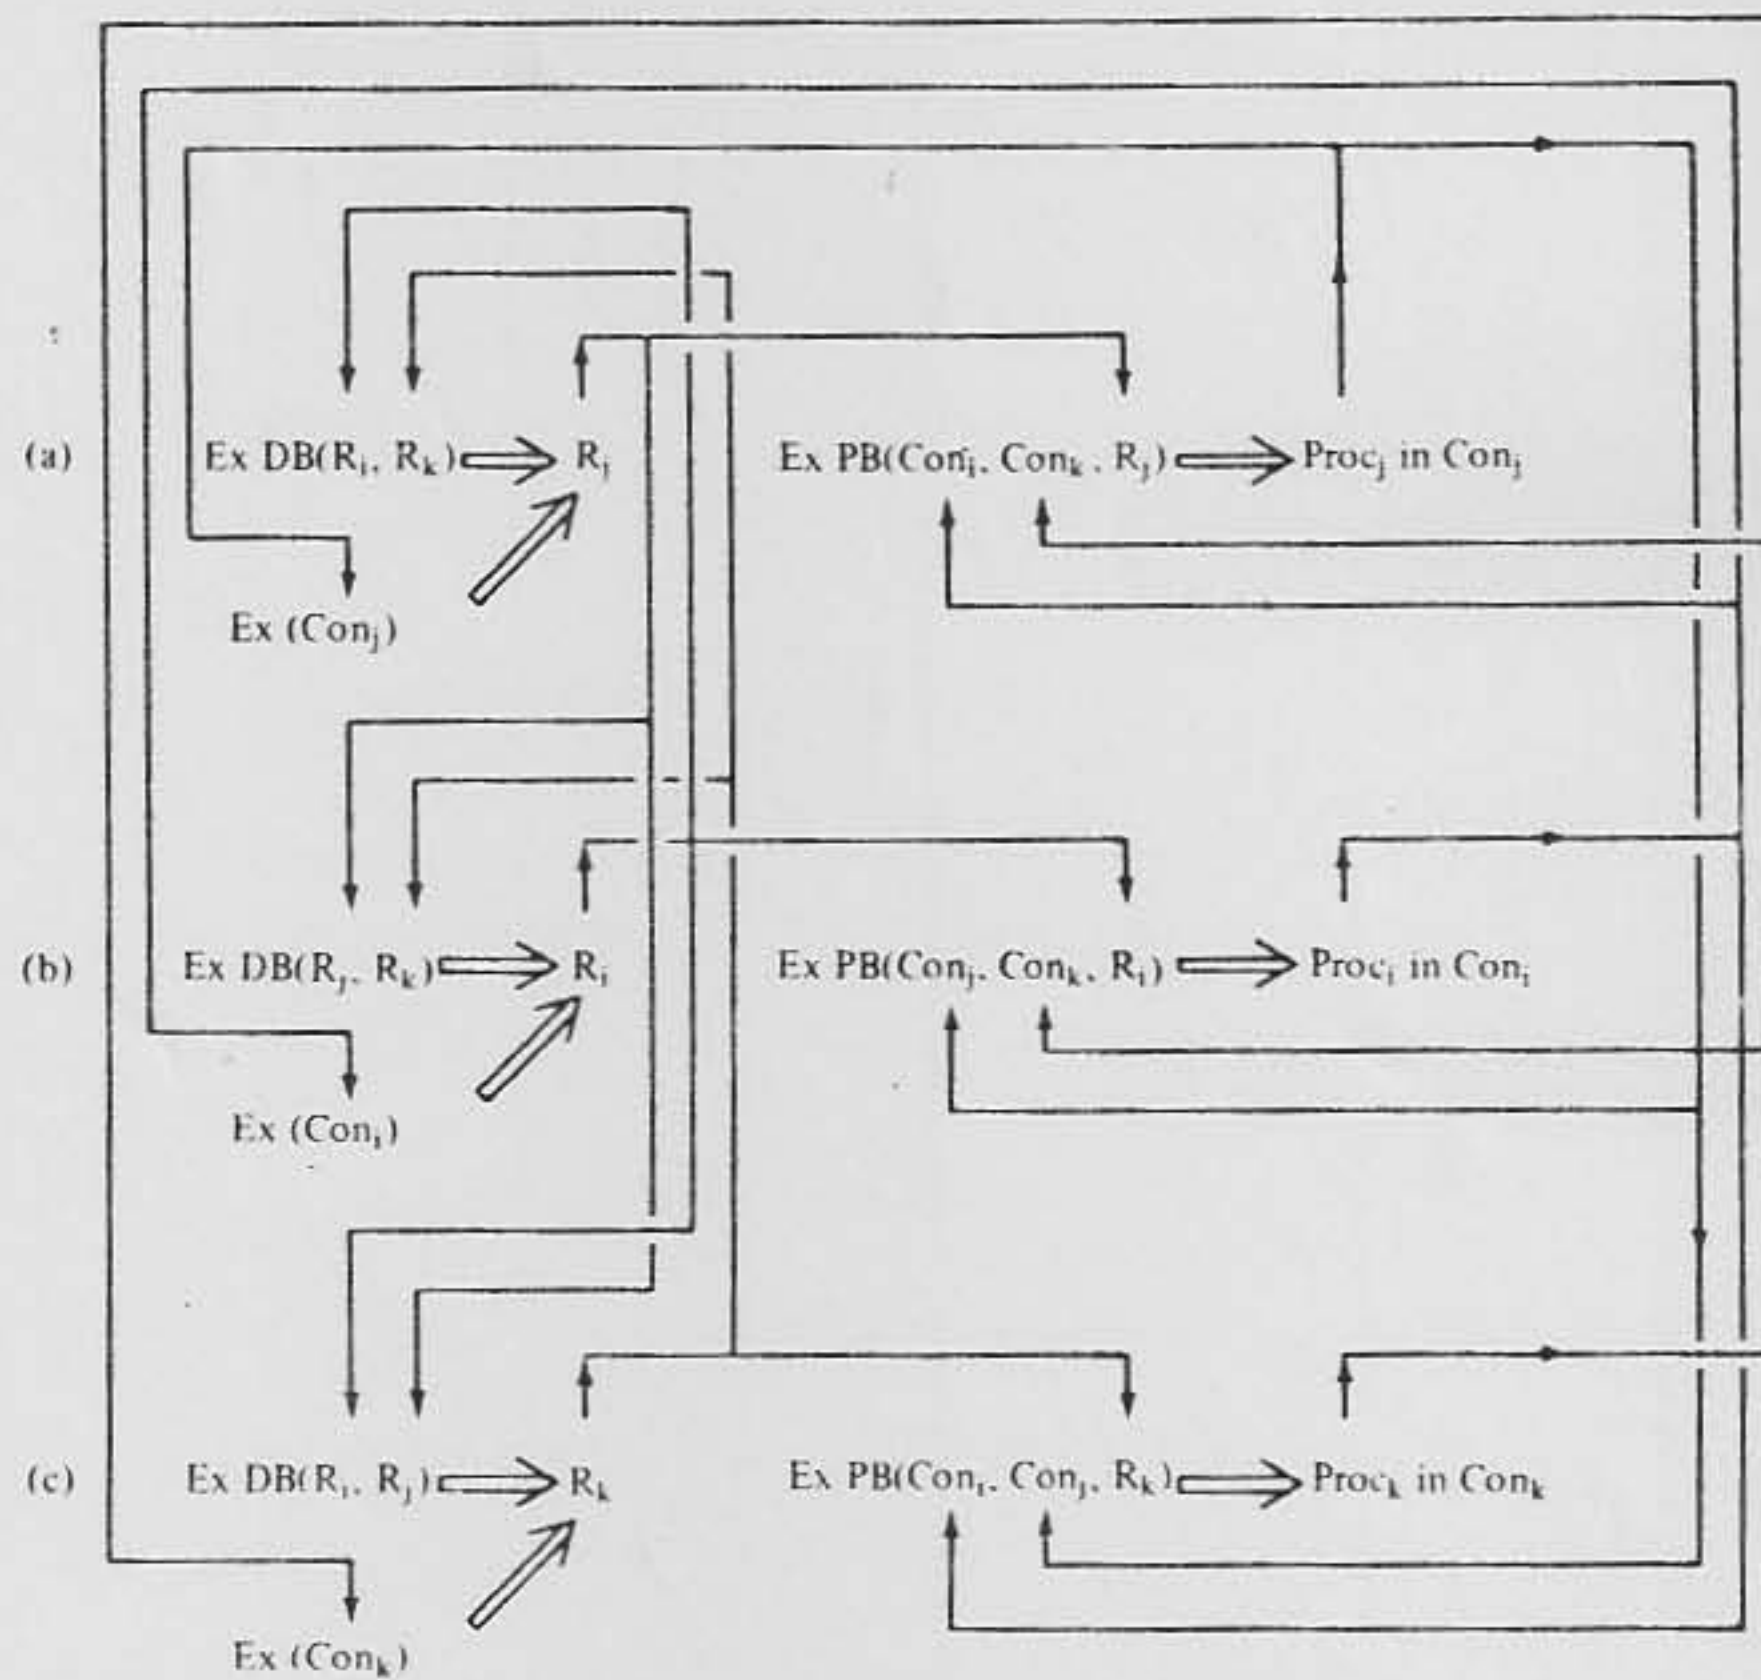 (a) Ex DB(Rᵢ, Rₖ) ⟹ Rⱼ Ex PB(Conᵢ, Conₖ, Rⱼ) ⟹ Procⱼ in Conⱼ
Ex (Conⱼ)
(b) Ex DB(Rⱼ, Rₖ) ⟹ Rᵢ Ex PB(Conⱼ, Conₖ, Rᵢ) ⟹ Procᵢ in Conᵢ
Ex (Conᵢ)
(c) Ex DB(Rᵢ, Rⱼ) ⟹ Rₖ Ex PB(Conᵢ, Conⱼ, Rₖ) ⟹ Procₖ in Conₖ
Ex (Conₖ)